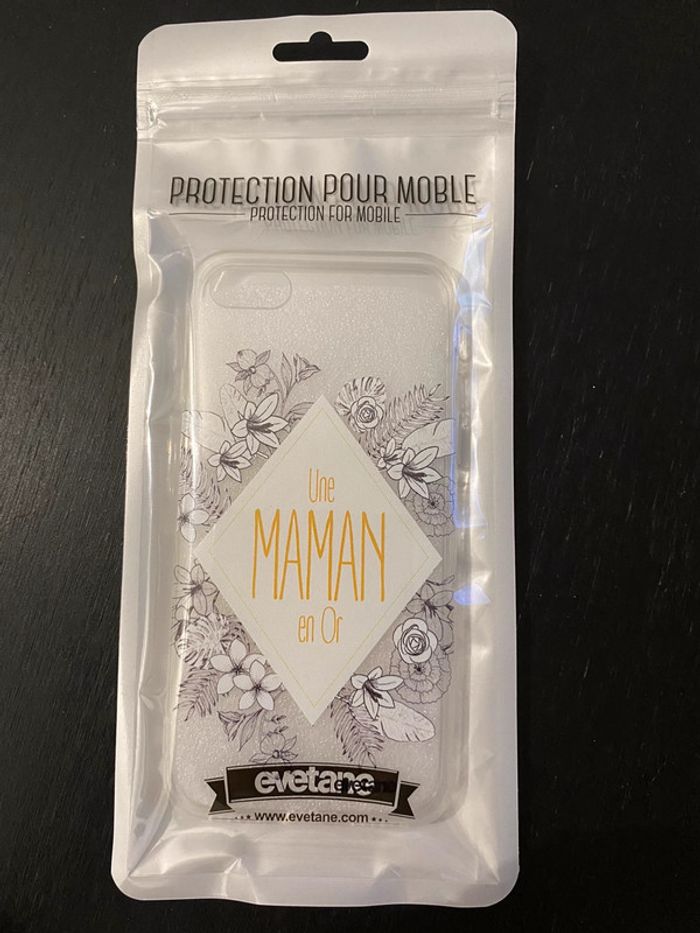 PROTECTION POUR MOBLE
PROTECTION FOR MOBILE
Une
MAMAN
en Or
evetane
www.evetane.com